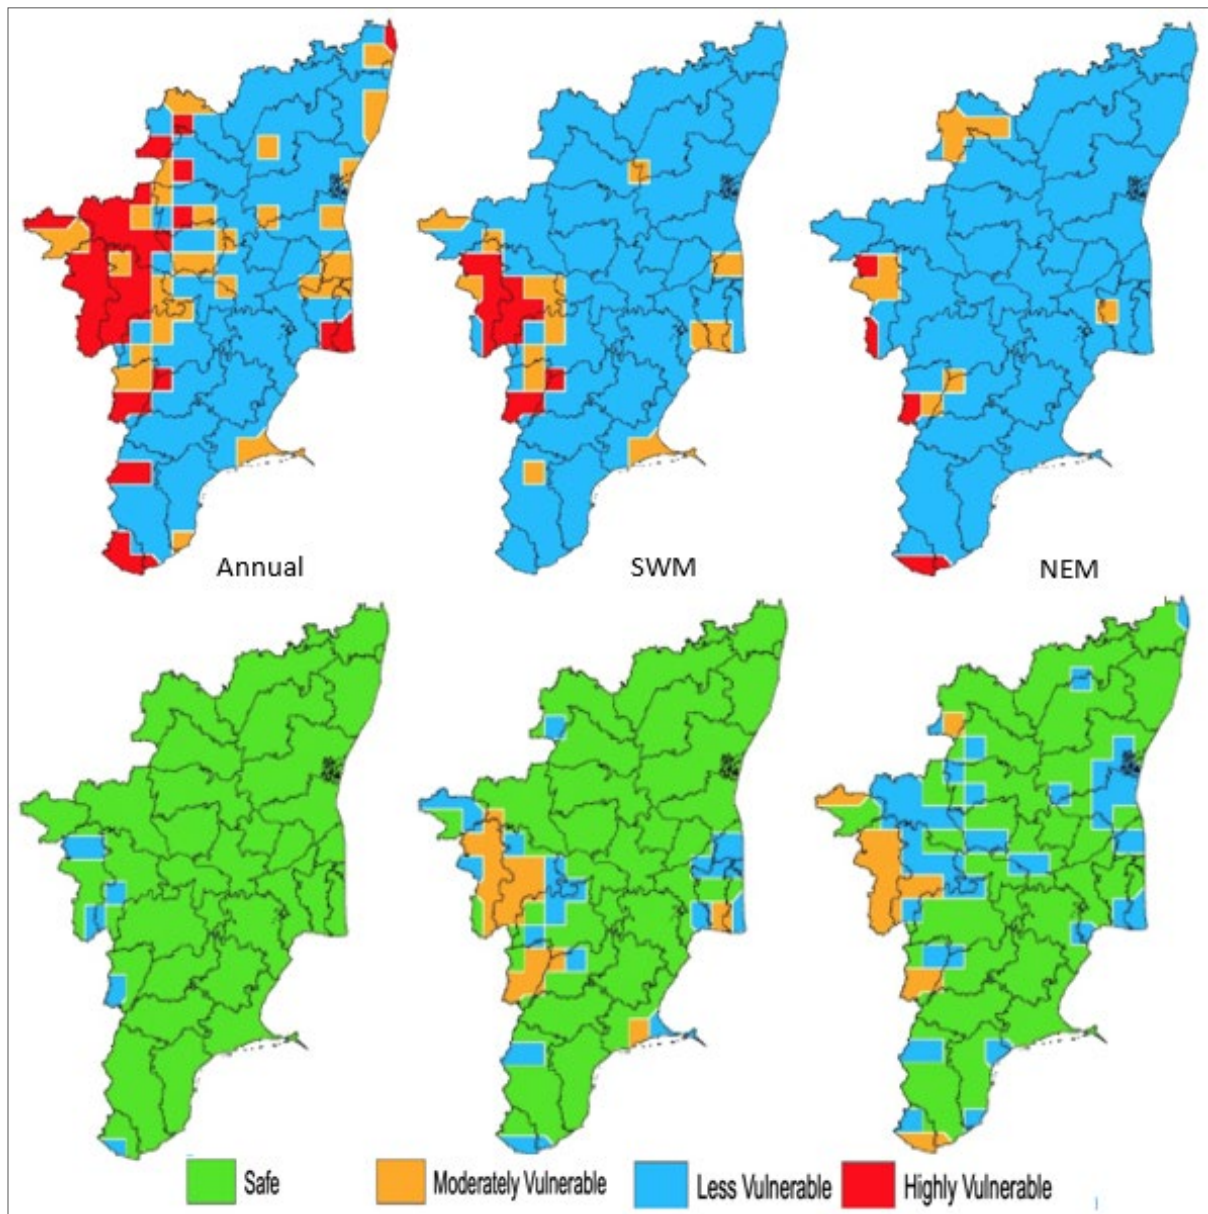 Annual
SWM
NEM
Safe
Moderately Vulnerable
Less Vulnerable
Highly Vulnerable